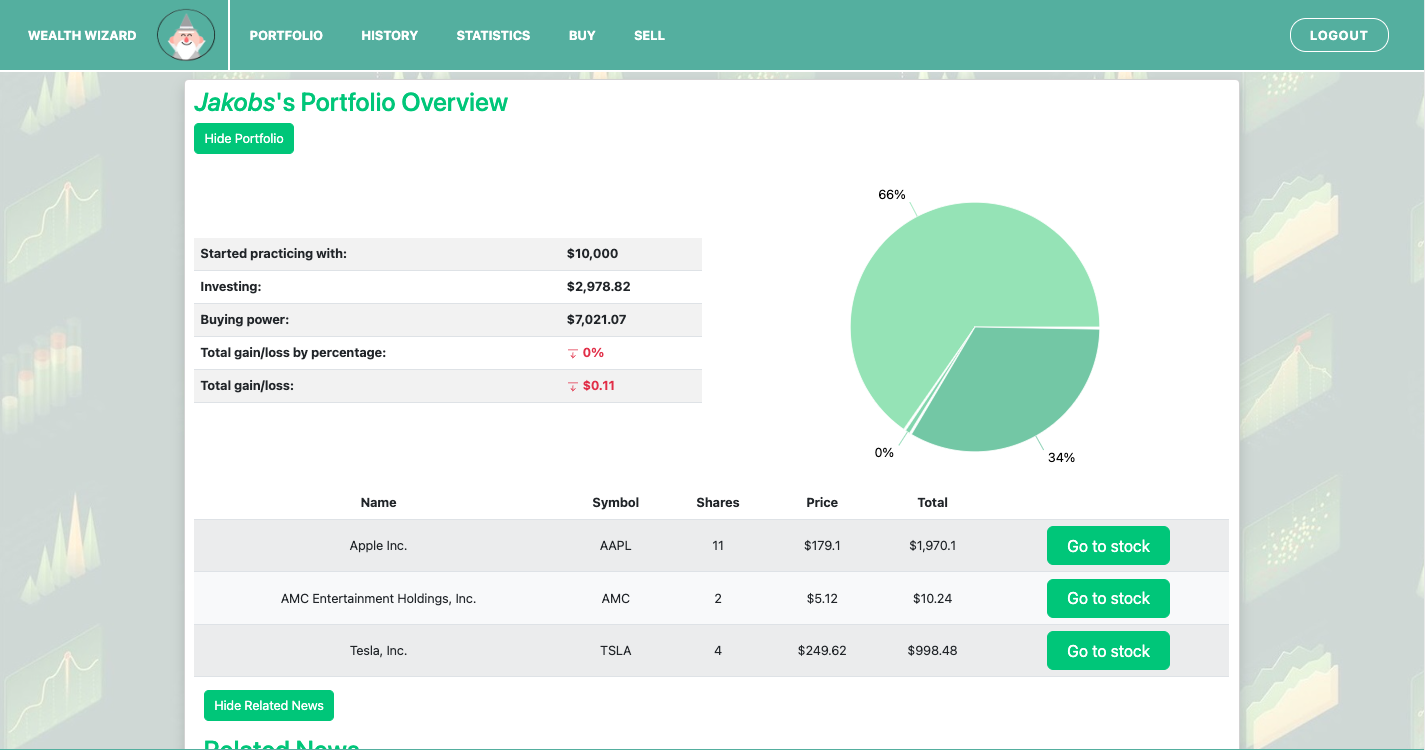 WEALTH WIZARD PORTFOLIO HISTORY STATISTICS BUY SELL LOGOUT
Jakobs's Portfolio Overview
Hide Portfolio
Started practicing with: $10,000
Investing: $2,978.82
Buying power: $7,021.07
Total gain/loss by percentage: 0%
Total gain/loss: $0.11
66%
0%
34%
Name Symbol Shares Price Total
Apple Inc. AAPL 11 $179.1 $1,970.1 Go to stock
AMC Entertainment Holdings, Inc. AMC 2 $5.12 $10.24 Go to stock
Tesla, Inc. TSLA 4 $249.62 $998.48 Go to stock
Hide Related News
Related News